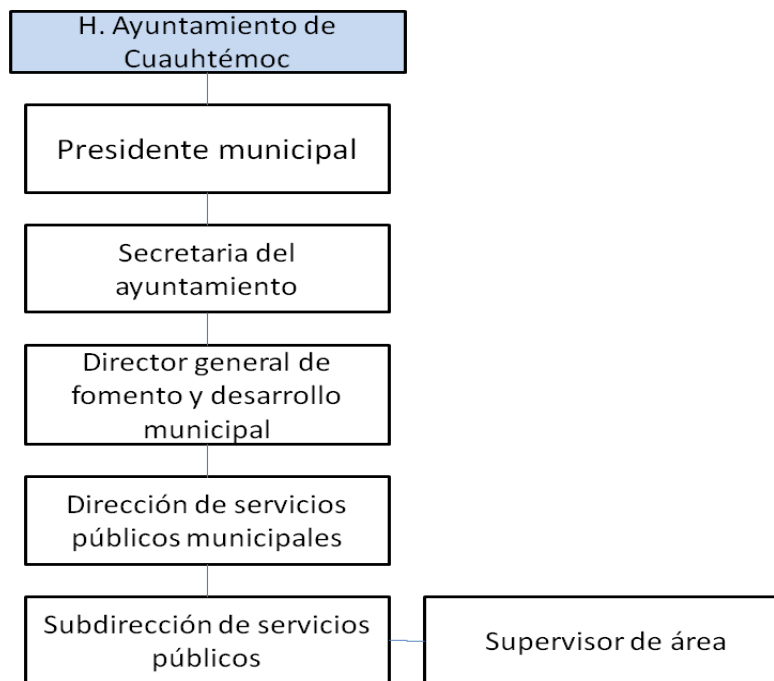 H. Ayuntamiento de
Cuauhtémoc
Presidente municipal
Secretaria del
ayuntamiento
Director general de
fomento y desarrollo
municipal
Dirección de servicios
públicos municipales
Subdirección de servicios
públicos
Supervisor de área